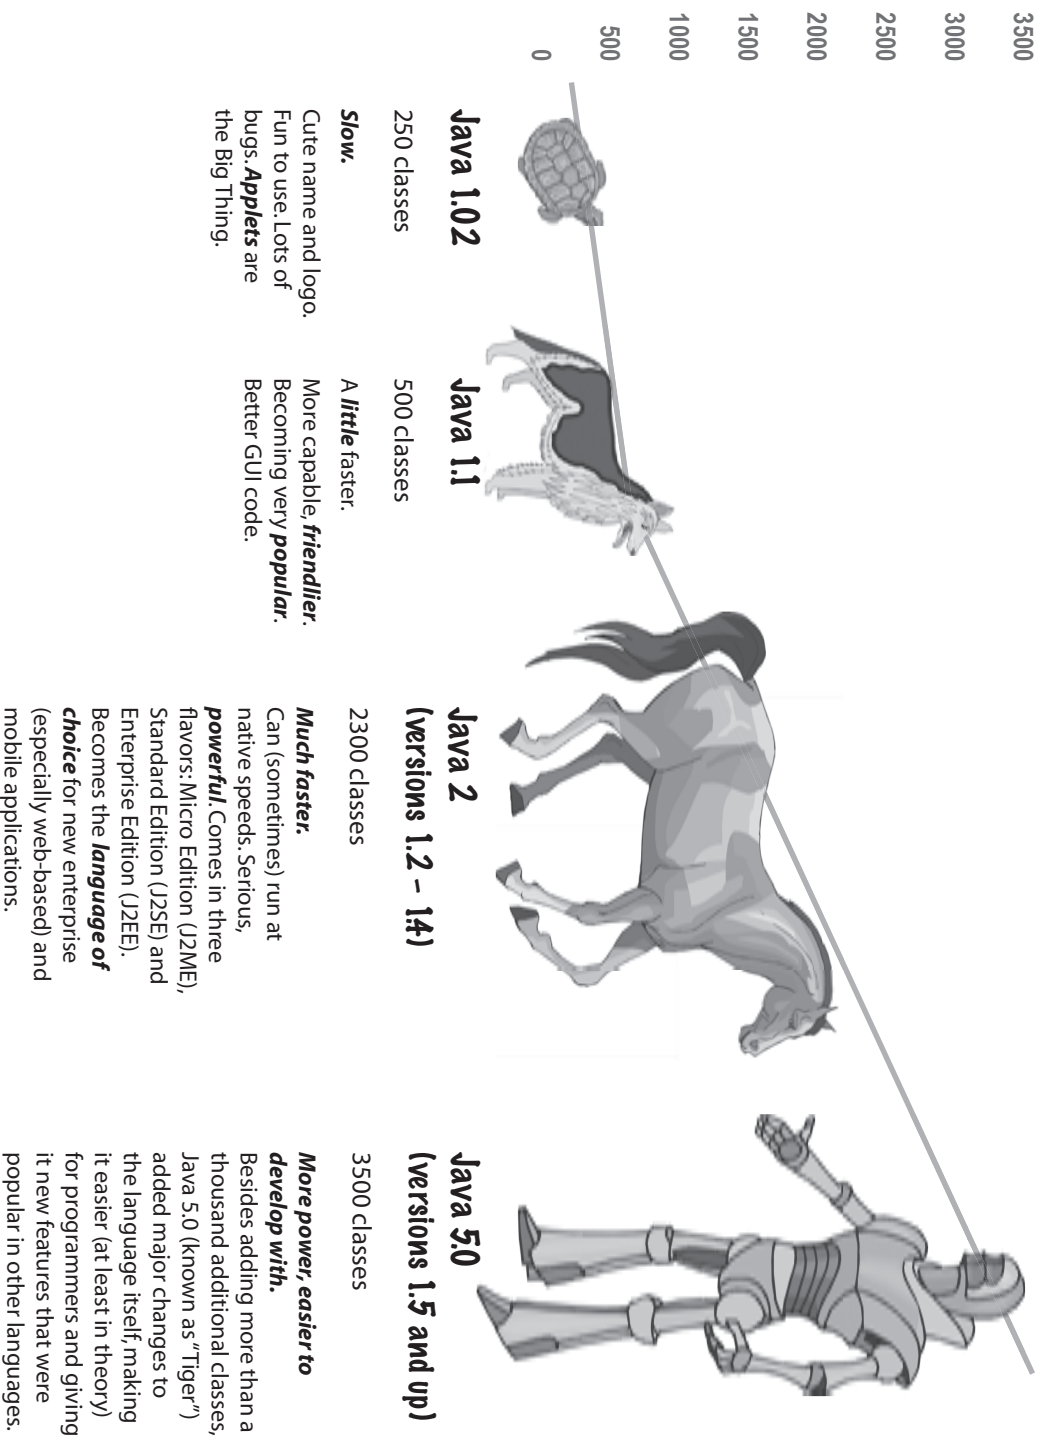 3500
3000
2500
2000
1500
1000
500
0
Java 1.02
250 classes
Slow.
Cute name and logo.
Fun to use. Lots of
bugs. Applets are
the Big Thing.
Java 1.1
500 classes
A little faster.
More capable, friendlier.
Becoming very popular.
Better GUI code.
Java 2
(versions 1.2 – 1.4)
2300 classes
Much faster.
Can (sometimes) run at
native speeds. Serious,
powerful. Comes in three
flavors: Micro Edition (J2ME),
Standard Edition (J2SE) and
Enterprise Edition (J2EE).
Becomes the language of
choice for new enterprise
(especially web-based) and
mobile applications.
Java 5.0
(versions 1.5 and up)
3500 classes
More power, easier to
develop with.
Besides adding more than a
thousand additional classes,
Java 5.0 (known as “Tiger”)
added major changes to
the language itself, making
it easier (at least in theory)
for programmers and giving
it new features that were
popular in other languages.